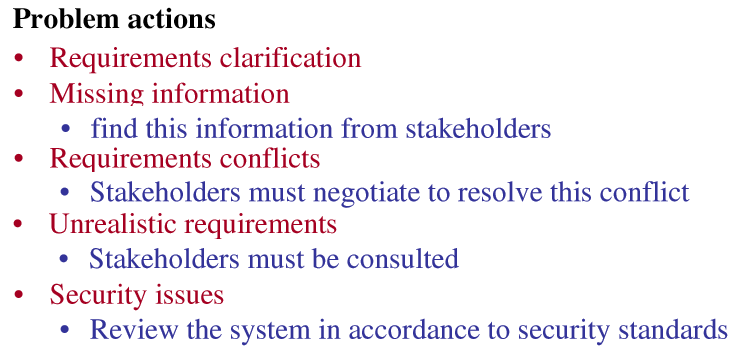 Problem actions
• Requirements clarification
• Missing information
• find this information from stakeholders
• Requirements conflicts
• Stakeholders must negotiate to resolve this conflict
• Unrealistic requirements
• Stakeholders must be consulted
• Security issues
• Review the system in accordance to security standards